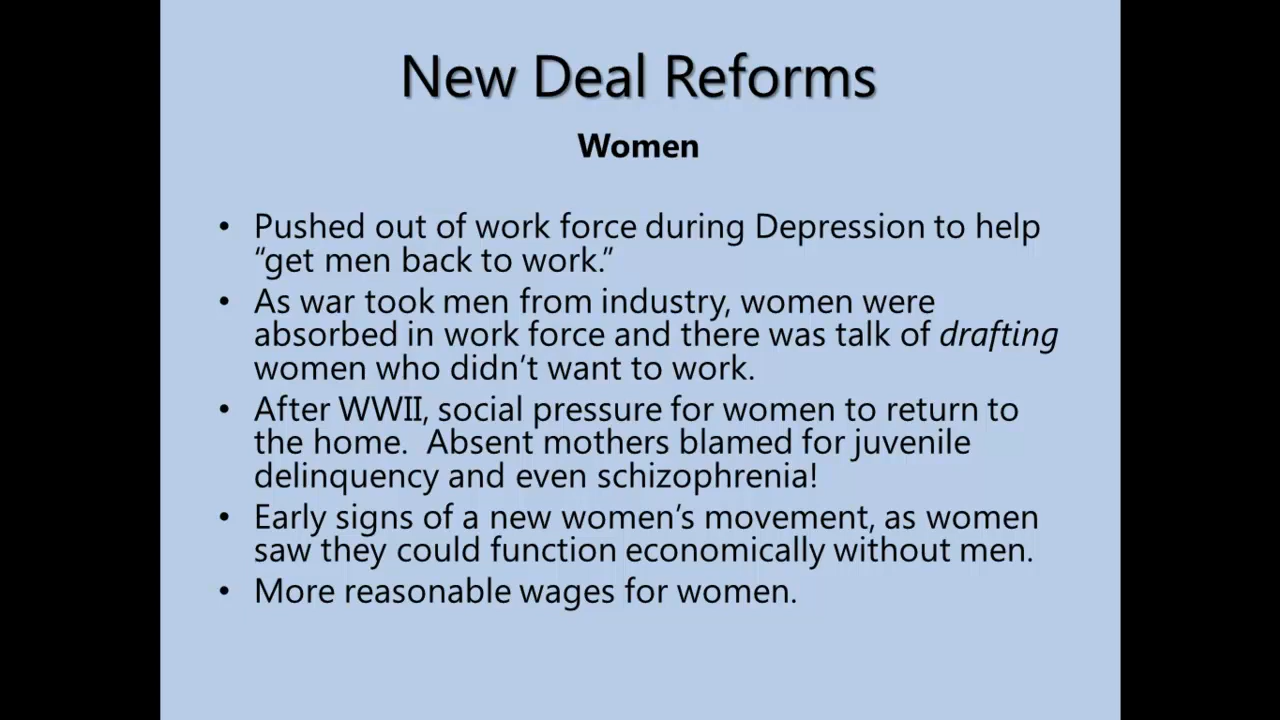 New Deal Reforms
Women
• Pushed out of work force during Depression to help
“get men back to work.”
• As war took men from industry, women were
absorbed in work force and there was talk of drafting
women who didn’t want to work.
• After WWII, social pressure for women to return to
the home.  Absent mothers blamed for juvenile
delinquency and even schizophrenia!
• Early signs of a new women’s movement, as women
saw they could function economically without men.
• More reasonable wages for women.